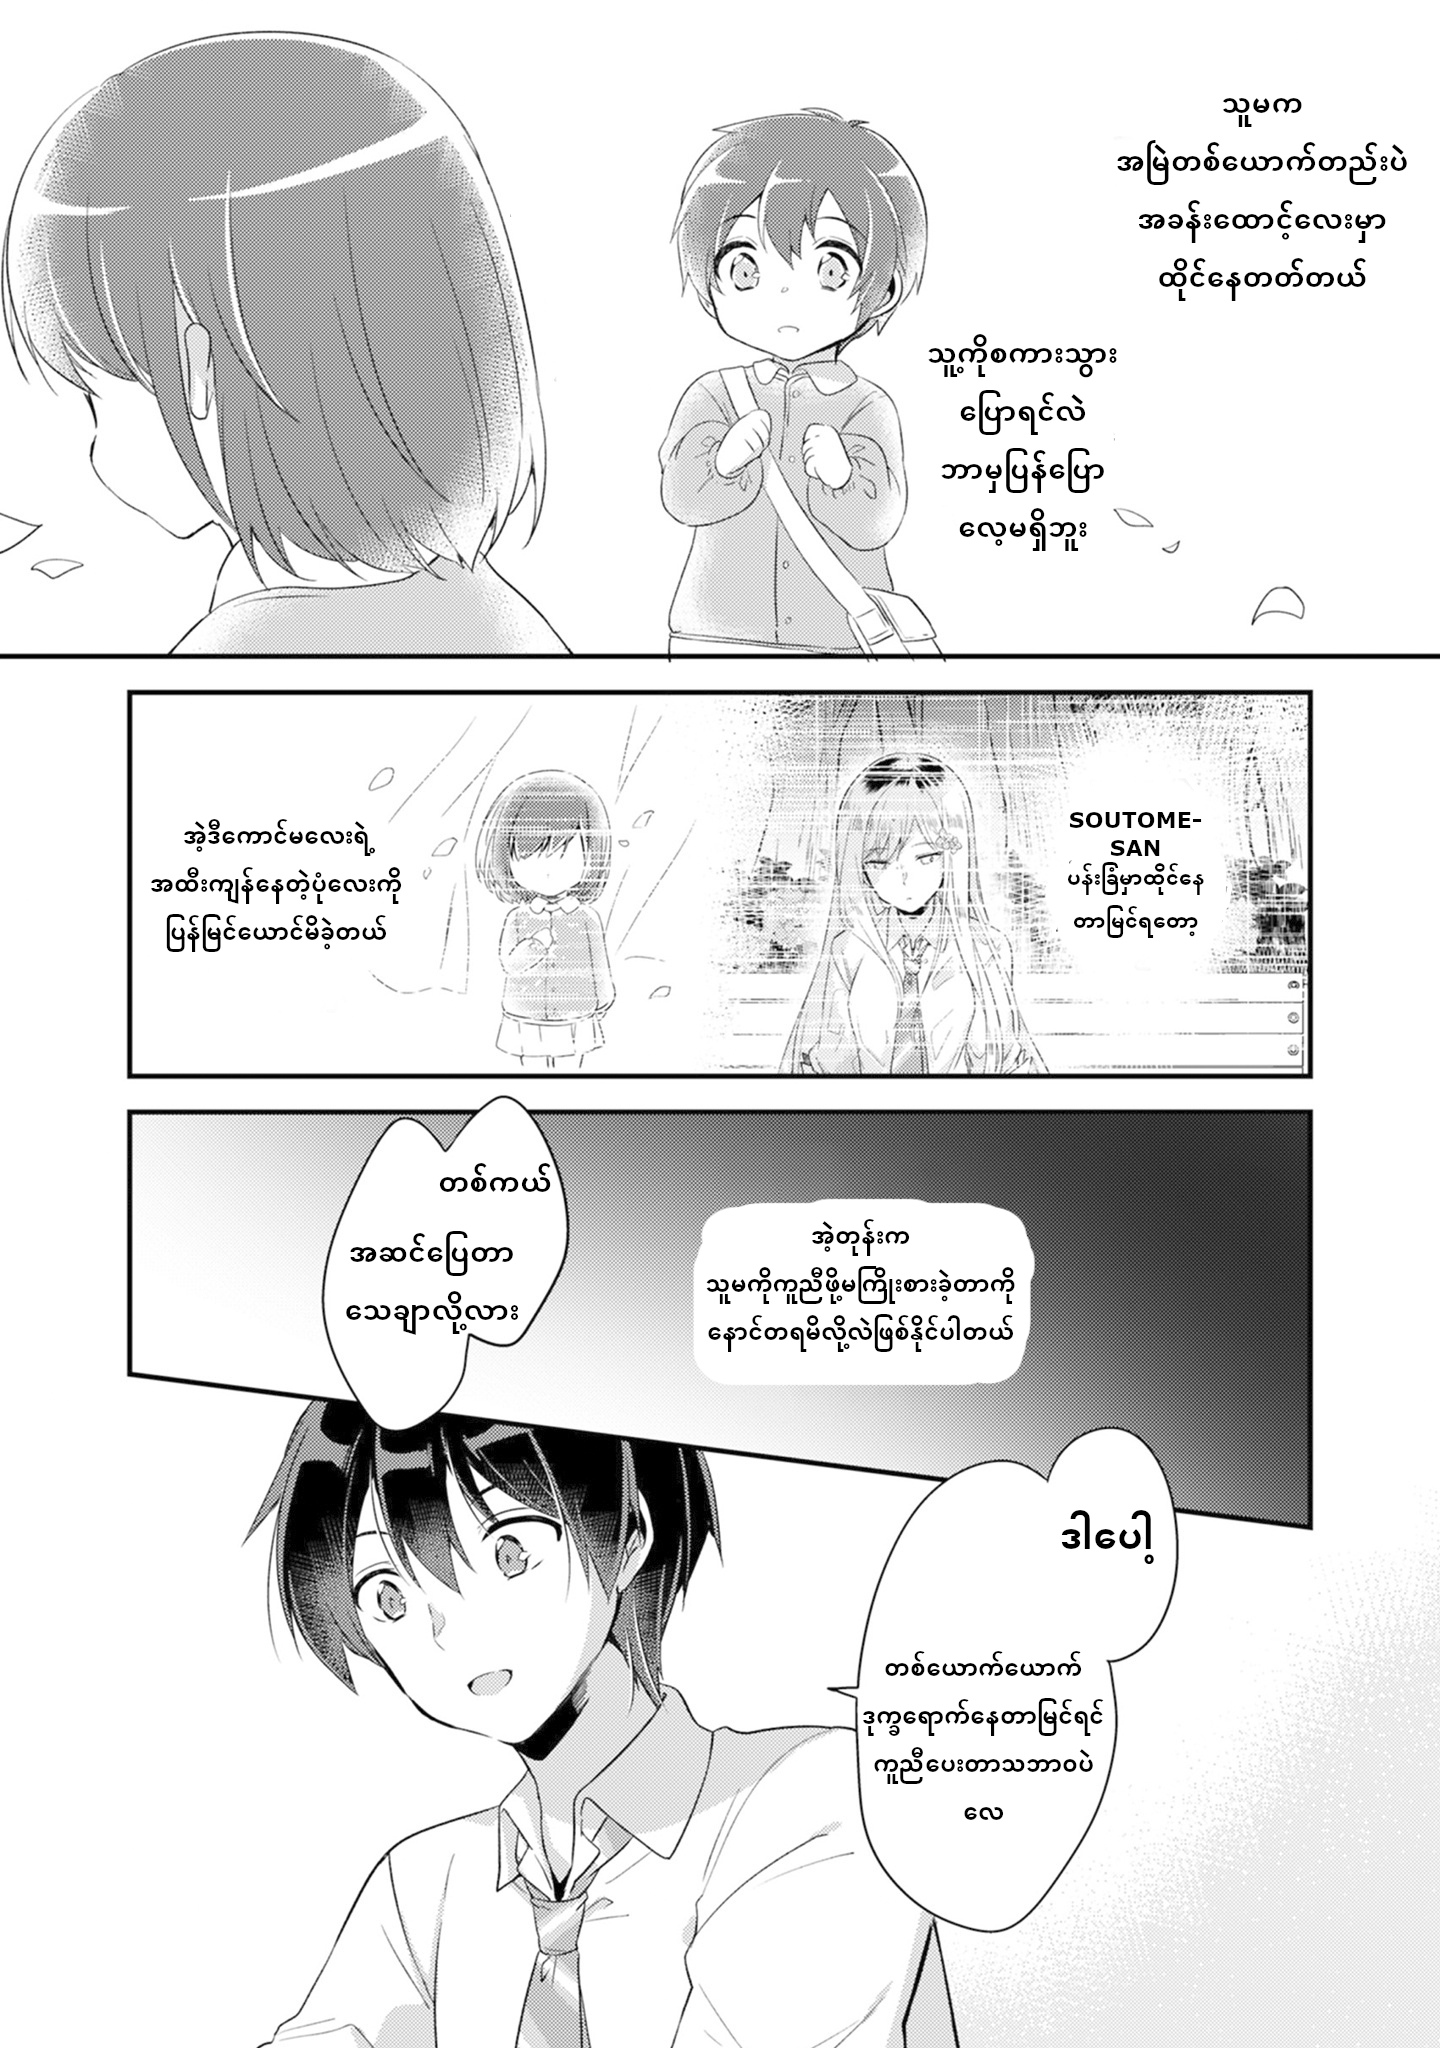 သူမက
အမြဲတစ်ယောက်တည်းပဲ
အခန်းထောင့်လေးမှာ
ထိုင်နေတတ်တယ်
သူ့ကိုစကားသွား
ပြောရင်လဲ
ဘာမှပြန်ပြော
လေ့မရှိဘူး
SOUTOME-
SAN
ပန်းခြံမှာထိုင်နေ
တာမြင်ရတော့
အဲ့ဒီကောင်မလေးရဲ့
အထီးကျန်နေတဲ့ပုံလေးကို
ပြန်မြင်ယောင်မိခဲ့တယ်
အဲ့တုန်းက
သူမကိုကူညီဖို့မကြိုးစားခဲ့တာကို
နောင်တရမိလို့လဲဖြစ်နိုင်ပါတယ်
တစ်ကယ်
အဆင်ပြေတာ
သေချာလို့လား
ဒါပေါ့
တစ်ယောက်ယောက်
ဒုက္ခရောက်နေတာမြင်ရင်
ကူညီပေးတာသဘာဝပဲ
လေ